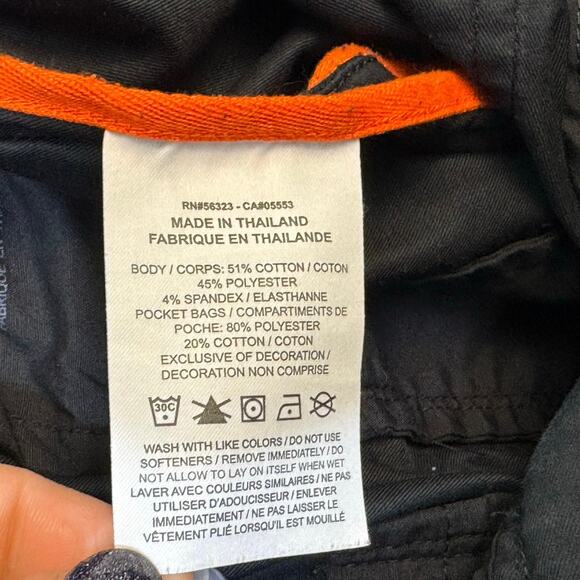 RN#56323 - CA#05553
MADE IN THAILAND
FABRIQUE EN THAILANDE
BODY / CORPS: 51% COTTON / COTON
45% POLYESTER
4% SPANDEX / ELASTHANNE
POCKET BAGS / COMPARTIMENTS DE
POCHE: 80% POLYESTER
20% COTTON / COTON
EXCLUSIVE OF DECORATION /
DECORATION NON COMPRISE
30C
WASH WITH LIKE COLORS / DO NOT USE
SOFTENERS / REMOVE IMMEDIATELY / DO
NOT ALLOW TO LAY ON ITSELF WHEN WET
LAVER AVEC COULEURS SIMILAIRES / NE PAS
UTILISER D'ADOUCISSEUR / ENLEVER
IMMÉDIATEMENT / NE PAS LAISSER LE
VÊTEMENT PLIÉ LORSQU'IL EST MOUILLÉ
FABRIQUE EN